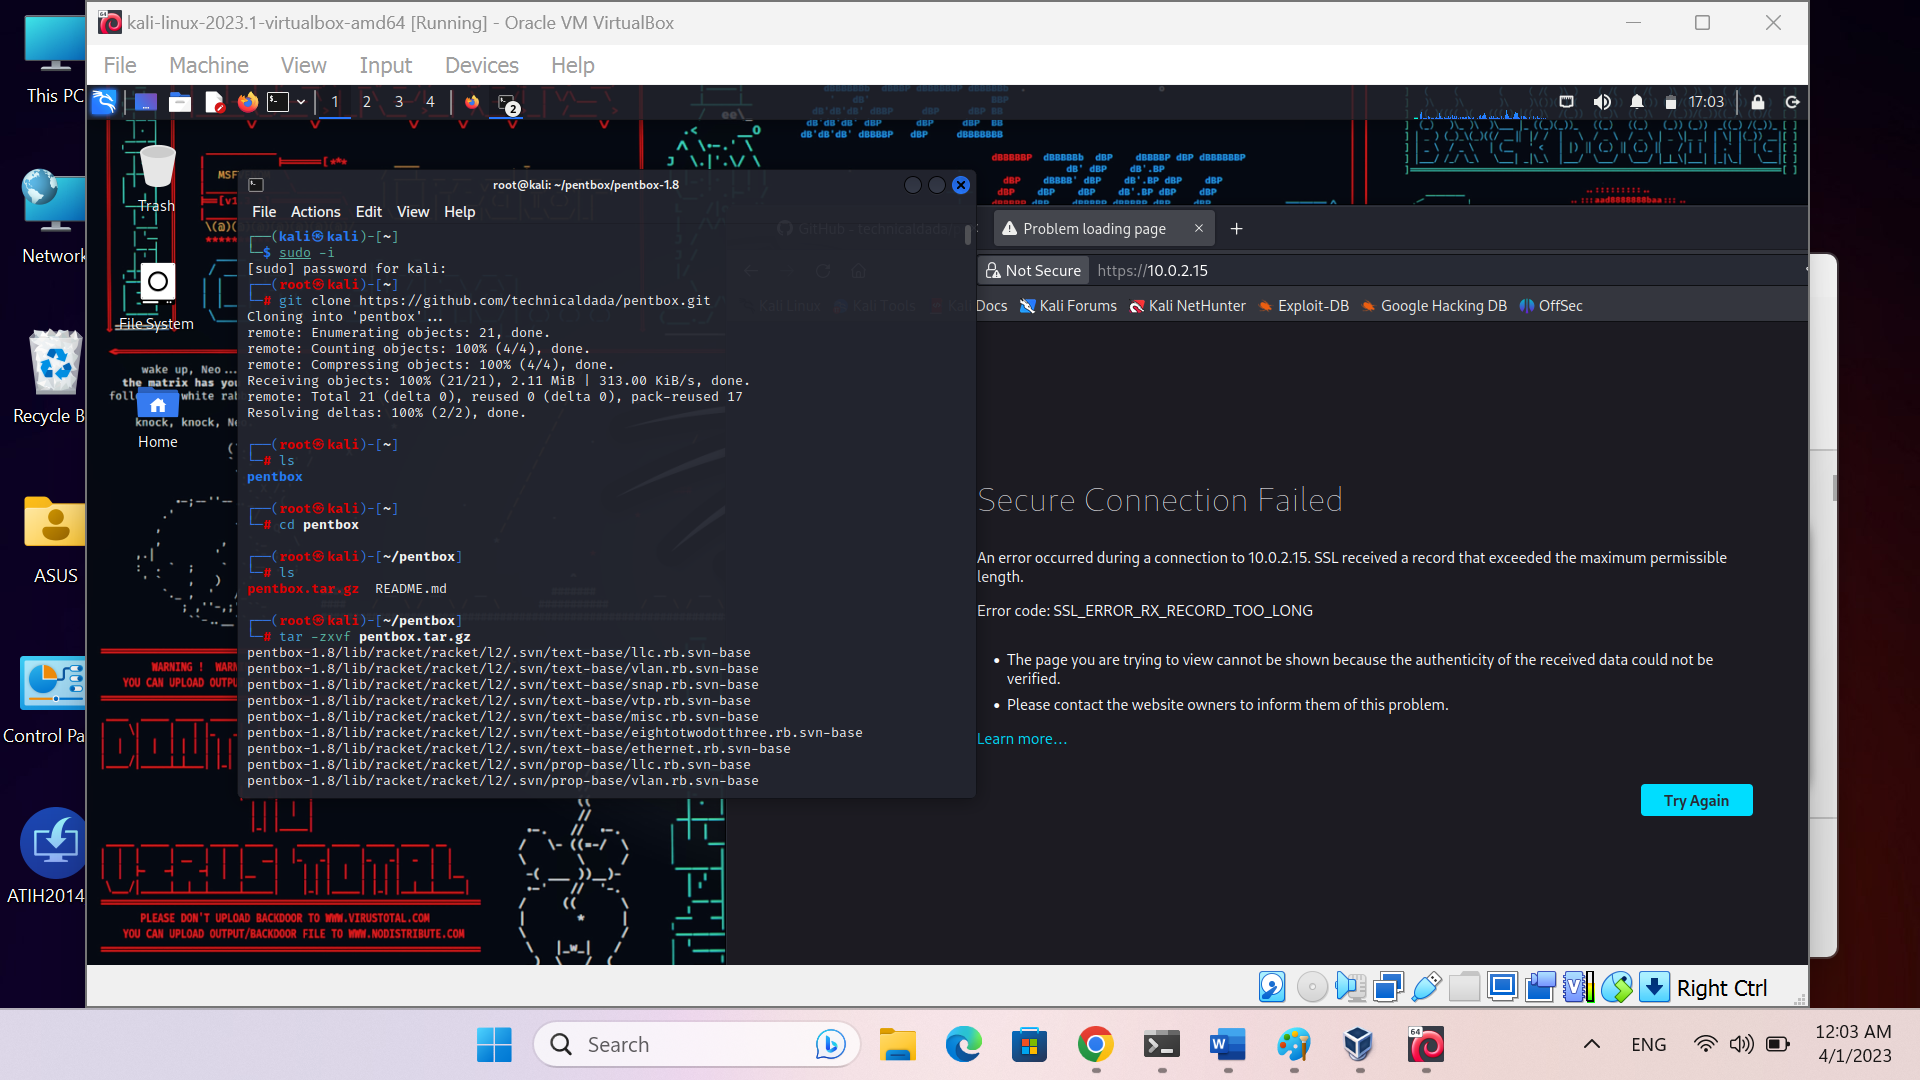 kali-linux-2023.1-virtualbox-amd64 [Running] - Oracle VM VirtualBox
File Machine View Input Devices Help
1 2 3 4
2
17:03
This PC
Network
Recycle B
ASUS
Control Pa
ATIH2014
Trash
File System
Home
MSF
wake up, Neo...
the matrix has you
follow white rab
knock, knock, Neo.
root@kali: ~/pentbox/pentbox-1.8
File Actions Edit View Help
┌──(kali㉿kali)-[~]
└─$ sudo -i
[sudo] password for kali:
┌──(root㉿kali)-[~]
└─# git clone https://github.com/technicaldada/pentbox.git
Cloning into 'pentbox'...
remote: Enumerating objects: 21, done.
remote: Counting objects: 100% (4/4), done.
remote: Compressing objects: 100% (4/4), done.
Receiving objects: 100% (21/21), 2.11 MiB | 313.00 KiB/s, done.
remote: Total 21 (delta 0), reused 0 (delta 0), pack-reused 17
Resolving deltas: 100% (2/2), done.
┌──(root㉿kali)-[~]
└─# ls
pentbox
┌──(root㉿kali)-[~]
└─# cd pentbox
┌──(root㉿kali)-[~/pentbox]
└─# ls
pentbox.tar.gz README.md
┌──(root㉿kali)-[~/pentbox]
└─# tar -zxvf pentbox.tar.gz
pentbox-1.8/lib/racket/racket/l2/.svn/text-base/llc.rb.svn-base
pentbox-1.8/lib/racket/racket/l2/.svn/text-base/vlan.rb.svn-base
pentbox-1.8/lib/racket/racket/l2/.svn/text-base/snap.rb.svn-base
pentbox-1.8/lib/racket/racket/l2/.svn/text-base/vtp.rb.svn-base
pentbox-1.8/lib/racket/racket/l2/.svn/text-base/misc.rb.svn-base
pentbox-1.8/lib/racket/racket/l2/.svn/text-base/eightotwodotthree.rb.svn-base
pentbox-1.8/lib/racket/racket/l2/.svn/text-base/ethernet.rb.svn-base
pentbox-1.8/lib/racket/racket/l2/.svn/prop-base/llc.rb.svn-base
pentbox-1.8/lib/racket/racket/l2/.svn/prop-base/vlan.rb.svn-base
GitHub - technicaldada/
Problem loading page
Not Secure https://10.0.2.15
Kali Linux Kali Tools Kali Docs Kali Forums Kali NetHunter Exploit-DB Google Hacking DB OffSec
Secure Connection Failed
An error occurred during a connection to 10.0.2.15. SSL received a record that exceeded the maximum permissible
length.
Error code: SSL_ERROR_RX_RECORD_TOO_LONG
• The page you are trying to view cannot be shown because the authenticity of the received data could not be
verified.
• Please contact the website owners to inform them of this problem.
Learn more…
Try Again
WARNING ! WARN
YOU CAN UPLOAD OUTPU
PLEASE DON'T UPLOAD BACKDOOR TO WWW.VIRUSTOTAL.COM
YOU CAN UPLOAD OUTPUT/BACKDOOR FILE TO WWW.NODISTRIBUTE.COM
Right Ctrl
Search
64
ENG
12:03 AM
4/1/2023